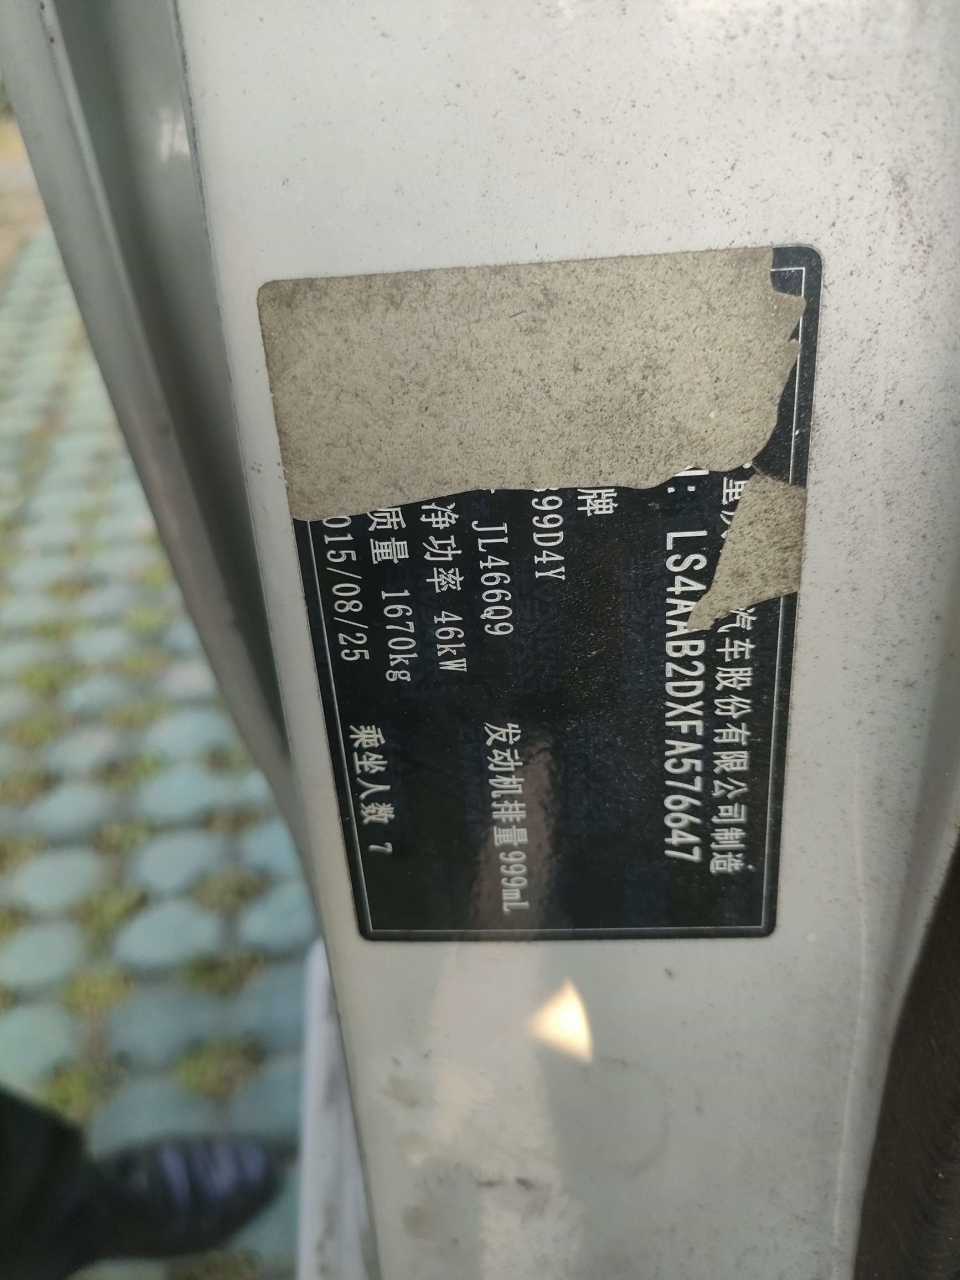 汽车股份有限公司制造
: LS4AAB2DXFA57647
牌
99D4Y
JL466Q9 发动机排量999mL
净功率 46kW
质量 1670kg
015/08/25 乘坐人数 7